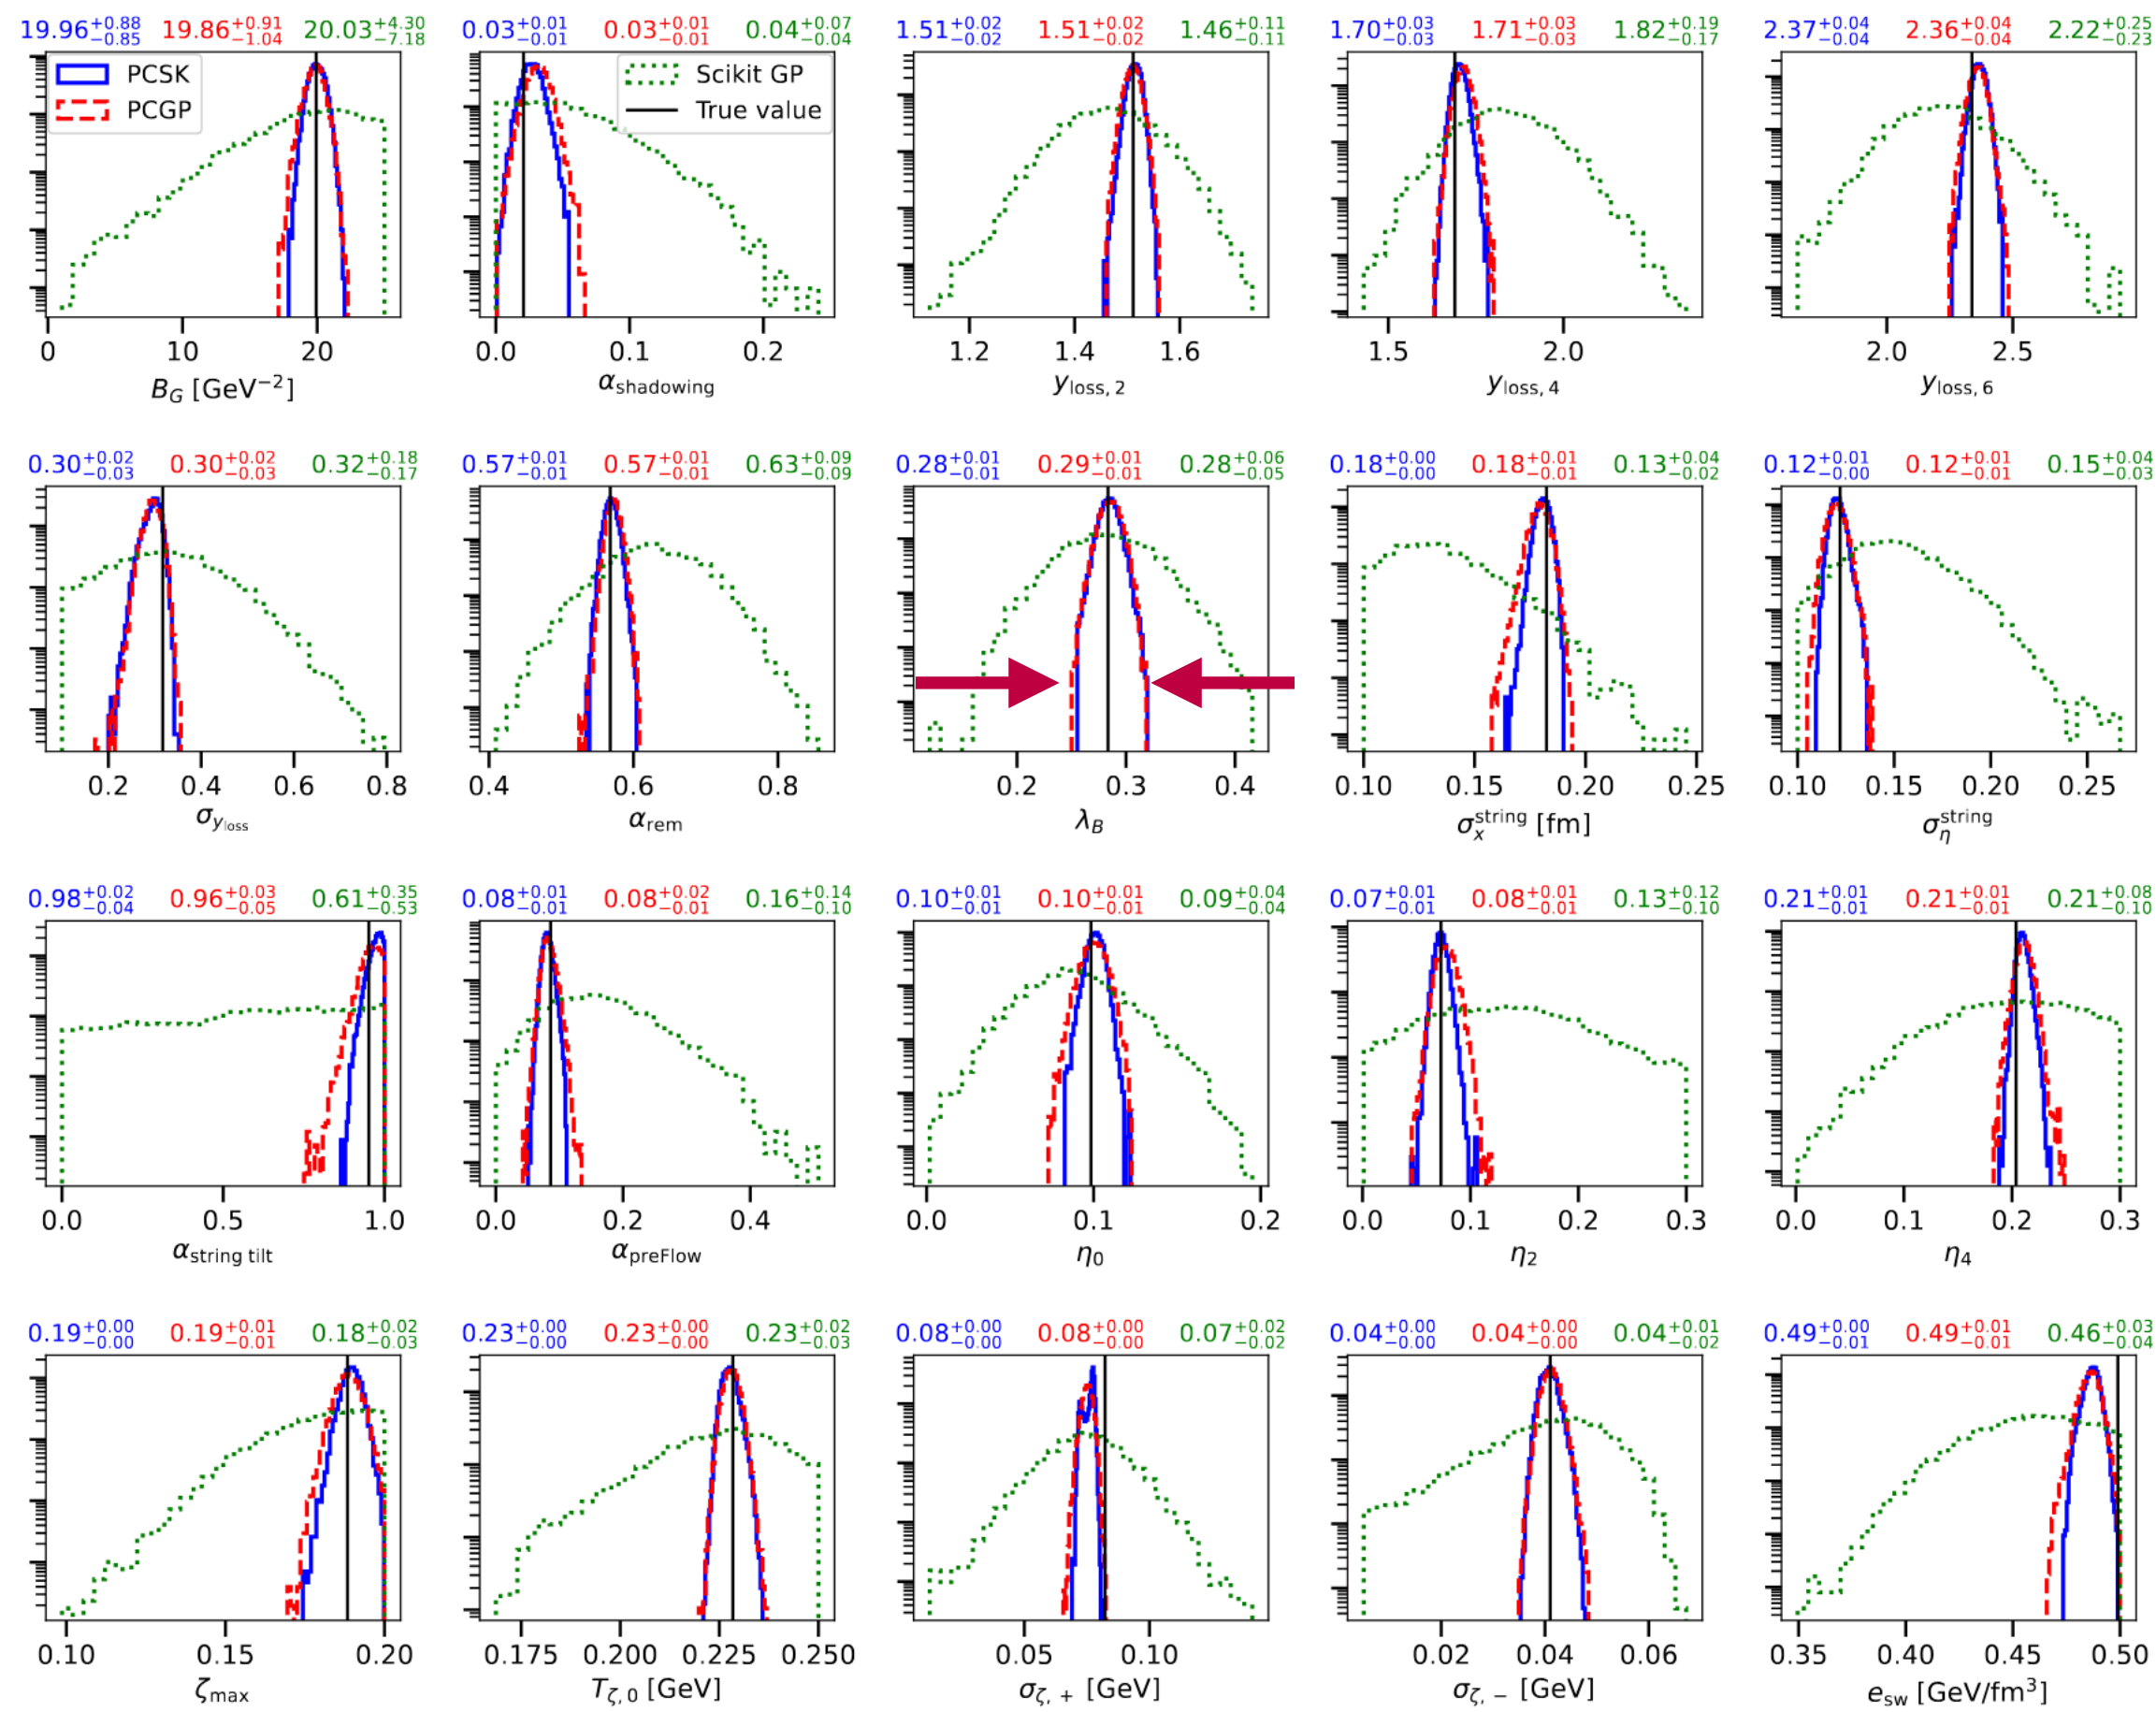 19.96+0.88−0.85 19.86+0.91−1.04 20.03+4.30−7.18
PCSK
PCGP
0 10 20
B_G [GeV−2]
0.03+0.01−0.01 0.03+0.01−0.01 0.04+0.07−0.04
Scikit GP
True value
0.0 0.1 0.2
α_shadowing
1.51+0.02−0.02 1.51+0.02−0.02 1.46+0.11−0.11
1.2 1.4 1.6
y_loss, 2
1.70+0.03−0.03 1.71+0.03−0.03 1.82+0.19−0.17
1.5 2.0
y_loss, 4
2.37+0.04−0.04 2.36+0.04−0.04 2.22+0.25−0.23
2.0 2.5
y_loss, 6
0.30+0.02−0.03 0.30+0.02−0.03 0.32+0.18−0.17
0.2 0.4 0.6 0.8
σ_y_loss
0.57+0.01−0.01 0.57+0.01−0.01 0.63+0.09−0.09
0.4 0.6 0.8
α_rem
0.28+0.01−0.01 0.29+0.01−0.01 0.28+0.06−0.05
0.2 0.3 0.4
λ_B
0.18+0.00−0.00 0.18+0.01−0.01 0.13+0.04−0.02
0.10 0.15 0.20 0.25
σ_x^string [fm]
0.12+0.01−0.00 0.12+0.01−0.01 0.15+0.04−0.03
0.10 0.15 0.20 0.25
σ_η^string
0.98+0.02−0.04 0.96+0.03−0.05 0.61+0.35−0.53
0.0 0.5 1.0
α_string tilt
0.08+0.01−0.01 0.08+0.02−0.01 0.16+0.14−0.10
0.0 0.2 0.4
α_preFlow
0.10+0.01−0.01 0.10+0.01−0.01 0.09+0.04−0.04
0.0 0.1 0.2
η_0
0.07+0.01−0.01 0.08+0.01−0.01 0.13+0.12−0.10
0.0 0.1 0.2 0.3
η_2
0.21+0.01−0.01 0.21+0.01−0.01 0.21+0.08−0.10
0.0 0.1 0.2 0.3
η_4
0.19+0.00−0.00 0.19+0.01−0.01 0.18+0.02−0.03
0.10 0.15 0.20
ζ_max
0.23+0.00−0.00 0.23+0.00−0.00 0.23+0.02−0.03
0.175 0.200 0.225 0.250
T_ζ, 0 [GeV]
0.08+0.00−0.00 0.08+0.00−0.00 0.07+0.02−0.02
0.05 0.10
σ_ζ, + [GeV]
0.04+0.00−0.00 0.04+0.00−0.00 0.04+0.01−0.02
0.02 0.04 0.06
σ_ζ, − [GeV]
0.49+0.00−0.01 0.49+0.01−0.01 0.46+0.03−0.04
0.35 0.40 0.45 0.50
e_sw [GeV/fm3]